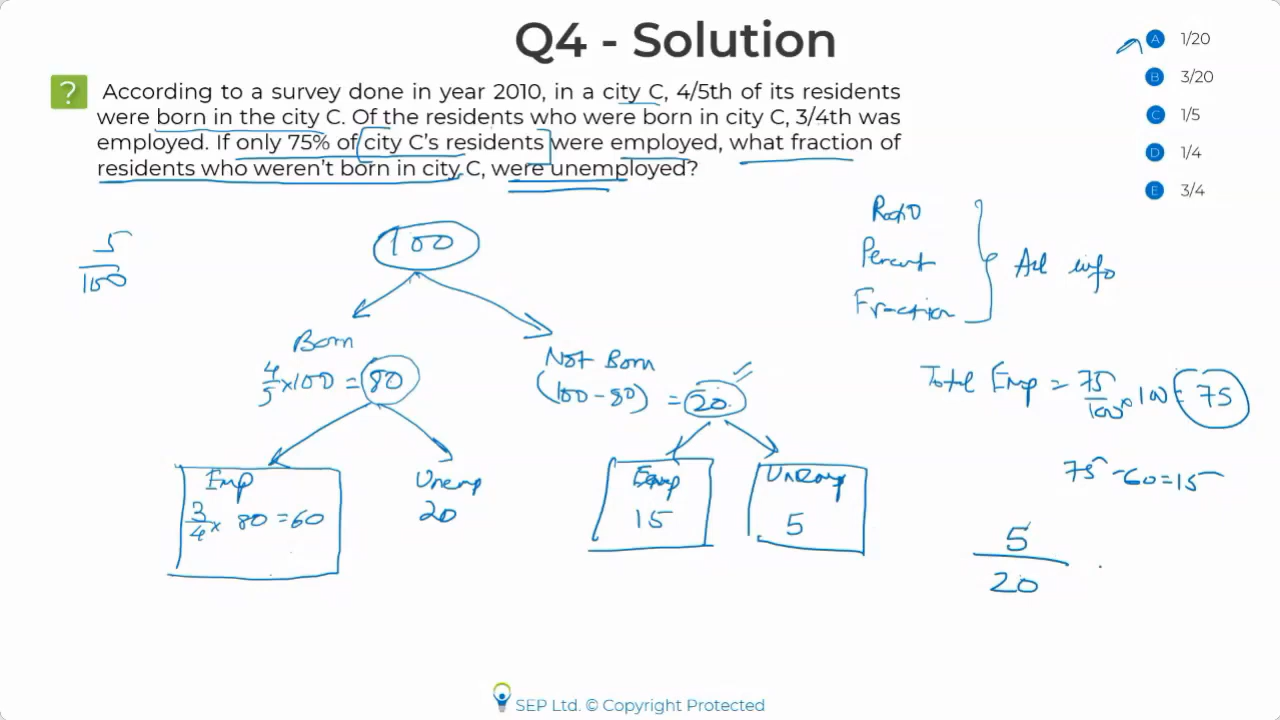 Q4 - Solution
? According to a survey done in year 2010, in a city C, 4/5th of its residents
were born in the city C. Of the residents who were born in city C, 3/4th was
employed. If only 75% of city C's residents were employed, what fraction of
residents who weren't born in city C, were unemployed?
A 1/20
B 3/20
C 1/5
D 1/4
E 3/4
Ratio
Percent
Fraction
All info
5/100
100
Born
4/5 × 100 = 80
Not Born
(100 - 80) = 20
Emp
3/4 × 80 = 60
Unemp
20
Emp
15
UnEmp
5
Total Emp = 75/100 × 100 = 75
75 - 60 = 15
5/20
SEP Ltd. © Copyright Protected